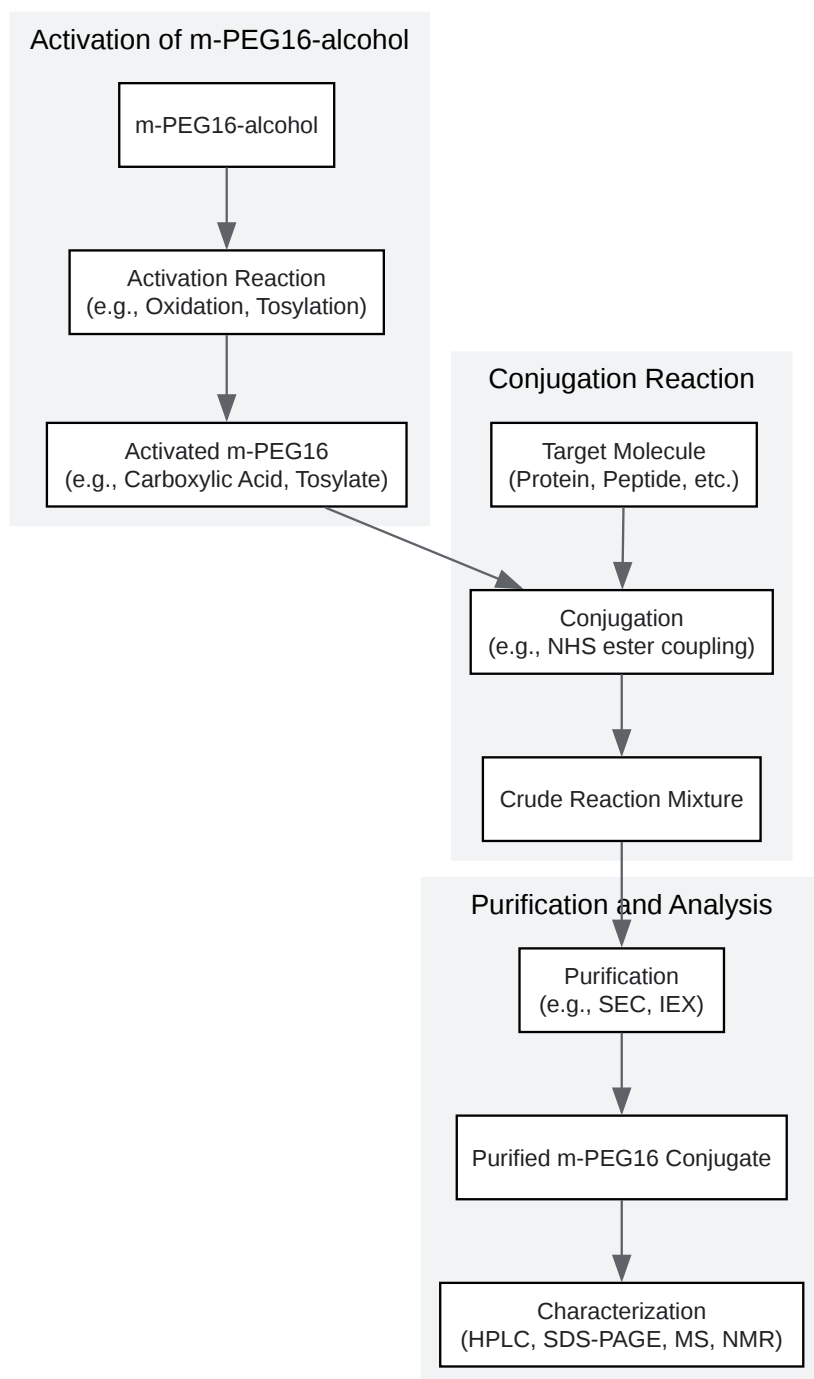 Activation of m-PEG16-alcohol
m-PEG16-alcohol
Activation Reaction
(e.g., Oxidation, Tosylation)
Activated m-PEG16
(e.g., Carboxylic Acid, Tosylate)
Conjugation Reaction
Target Molecule
(Protein, Peptide, etc.)
Conjugation
(e.g., NHS ester coupling)
Crude Reaction Mixture
Purification and Analysis
Purification
(e.g., SEC, IEX)
Purified m-PEG16 Conjugate
Characterization
(HPLC, SDS-PAGE, MS, NMR)